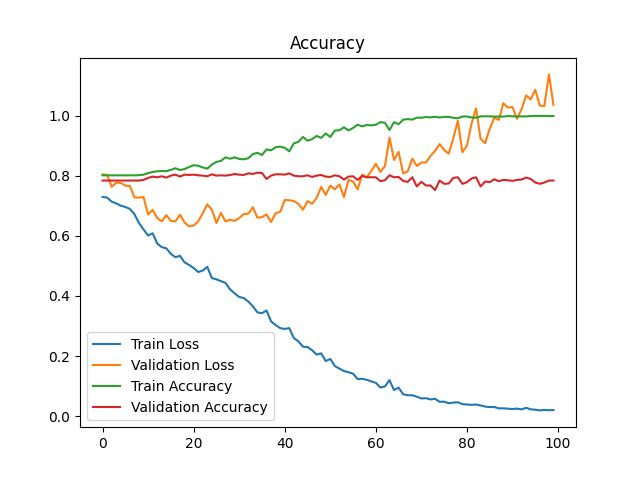 Accuracy
1.0
0.8
0.6
0.4
0.2
0.0
Train Loss
Validation Loss
Train Accuracy
Validation Accuracy
0 20 40 60 80 100